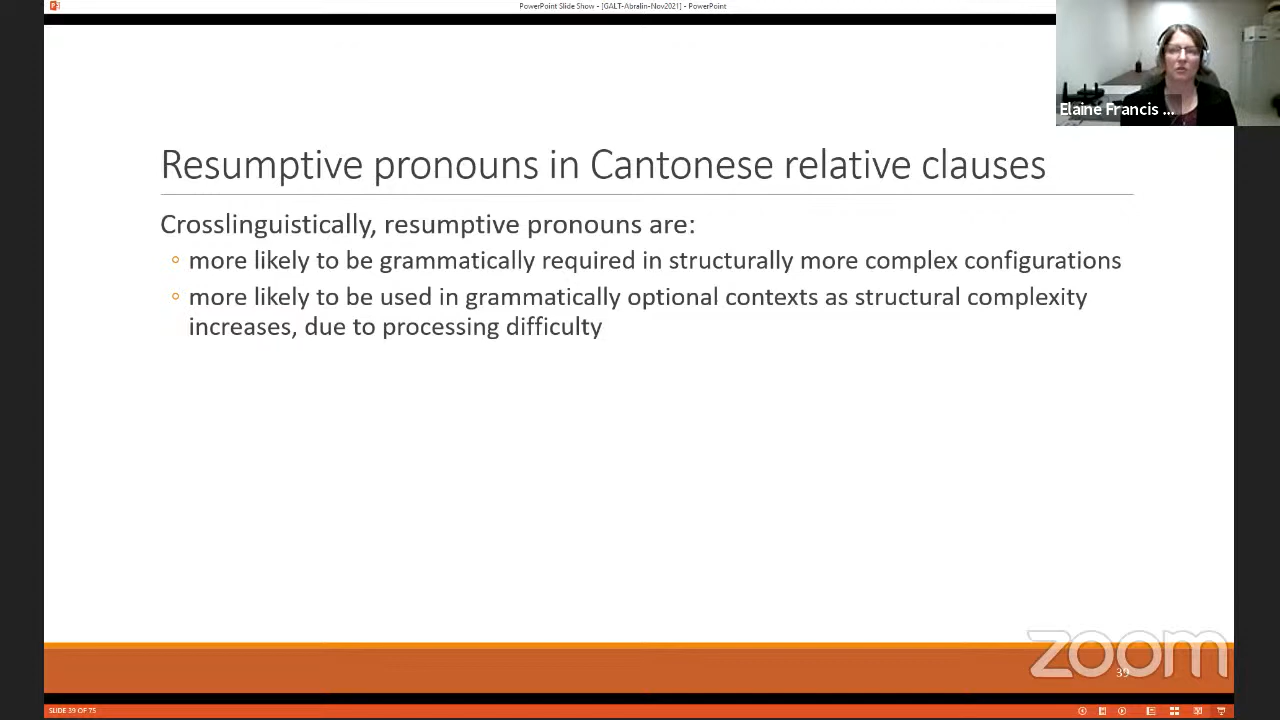 PowerPoint Slide Show - [GALT-Abralin-Nov2021] - PowerPoint
Elaine Francis ...
Resumptive pronouns in Cantonese relative clauses
Crosslinguistically, resumptive pronouns are:
more likely to be grammatically required in structurally more complex configurations
more likely to be used in grammatically optional contexts as structural complexity
increases, due to processing difficulty
zoom
39
SLIDE 39 OF 75